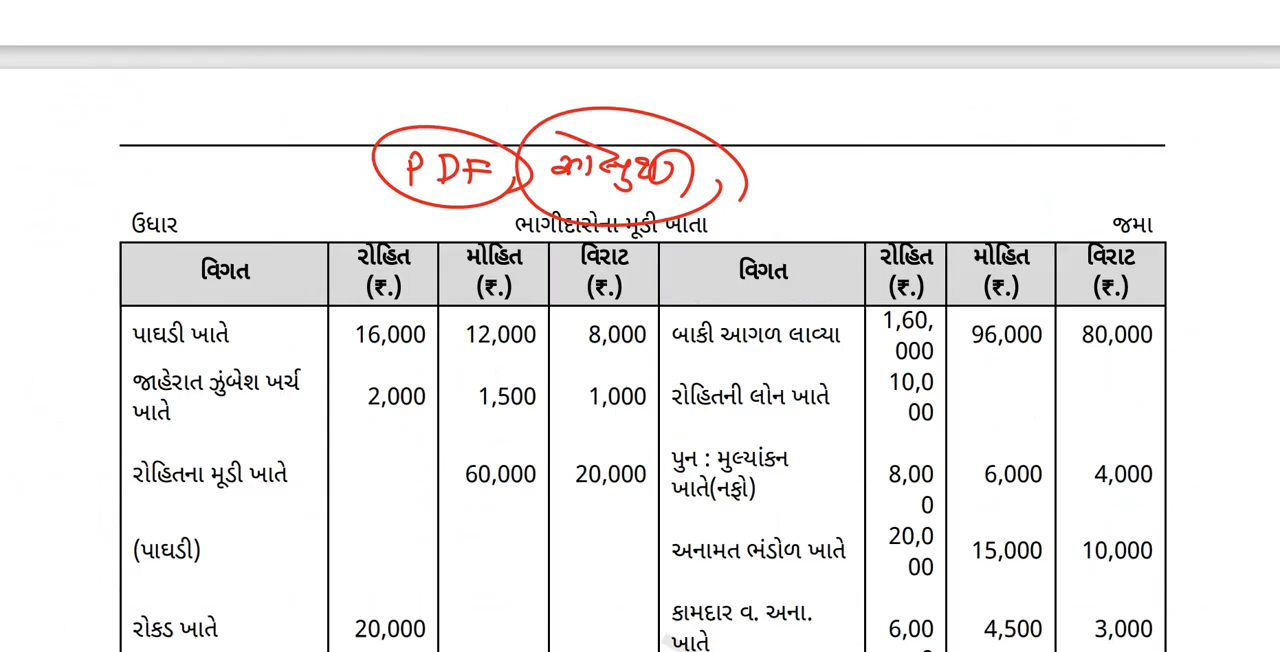 PDF,
ઉધાર ભાગીદારોના મૂડી ખાતા જમા
વિગત રોહિત (₹.) મોહિત (₹.) વિરાટ (₹.) વિગત રોહિત (₹.) મોહિત (₹.) વિરાટ (₹.)
પાઘડી ખાતે 16,000 12,000 8,000 બાકી આગળ લાવ્યા 1,60,000 96,000 80,000
જાહેરાત ઝુંબેશ ખર્ચ ખાતે 2,000 1,500 1,000 રોહિતની લોન ખાતે 10,000
રોહિતના મૂડી ખાતે 60,000 20,000 પુન : મુલ્યાંકન ખાતે(નફો) 8,000 6,000 4,000
(પાઘડી) અનામત ભંડોળ ખાતે 20,000 15,000 10,000
રોકડ ખાતે 20,000 કામદાર વ. અના. ખાતે 6,00 4,500 3,000